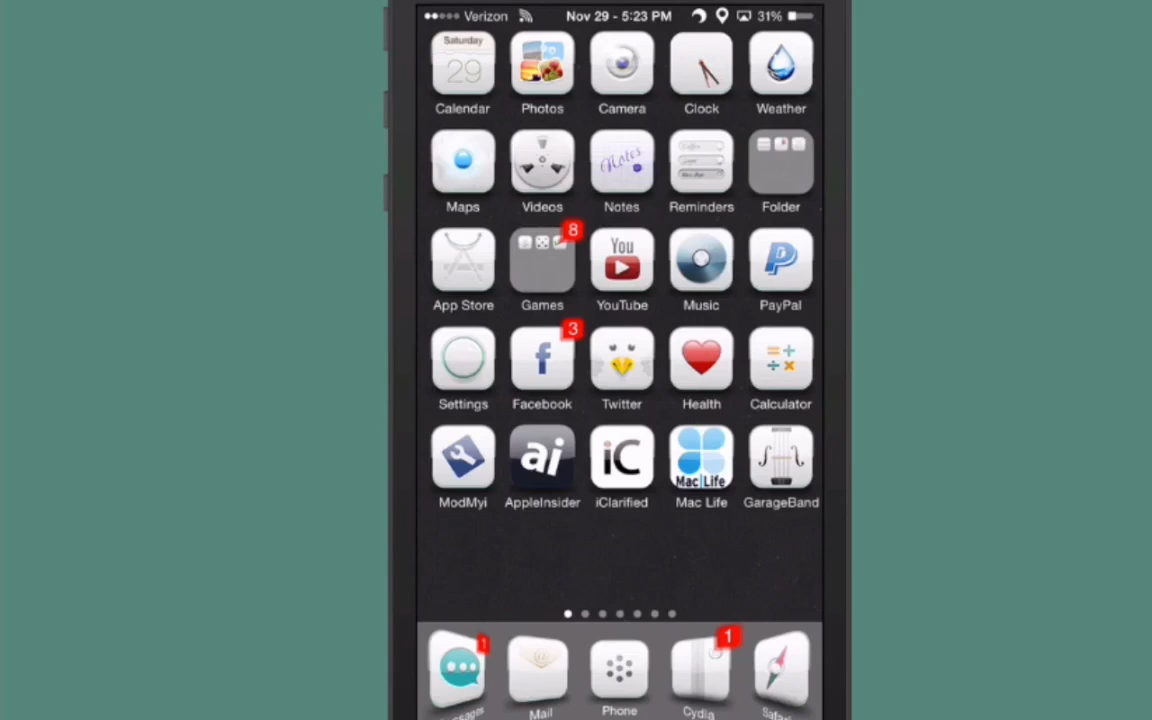 Verizon Nov 29 - 5:23 PM 31%
Saturday
29
Calendar Photos Camera Clock Weather
Notes
Maps Videos Notes Reminders Folder
8
You
App Store Games YouTube Music PayPal
3
f
Settings Facebook Twitter Health Calculator
ai iC
Mac|Life
ModMyi AppleInsider iClarified Mac Life GarageBand
1 1
Mail Phone Cydia